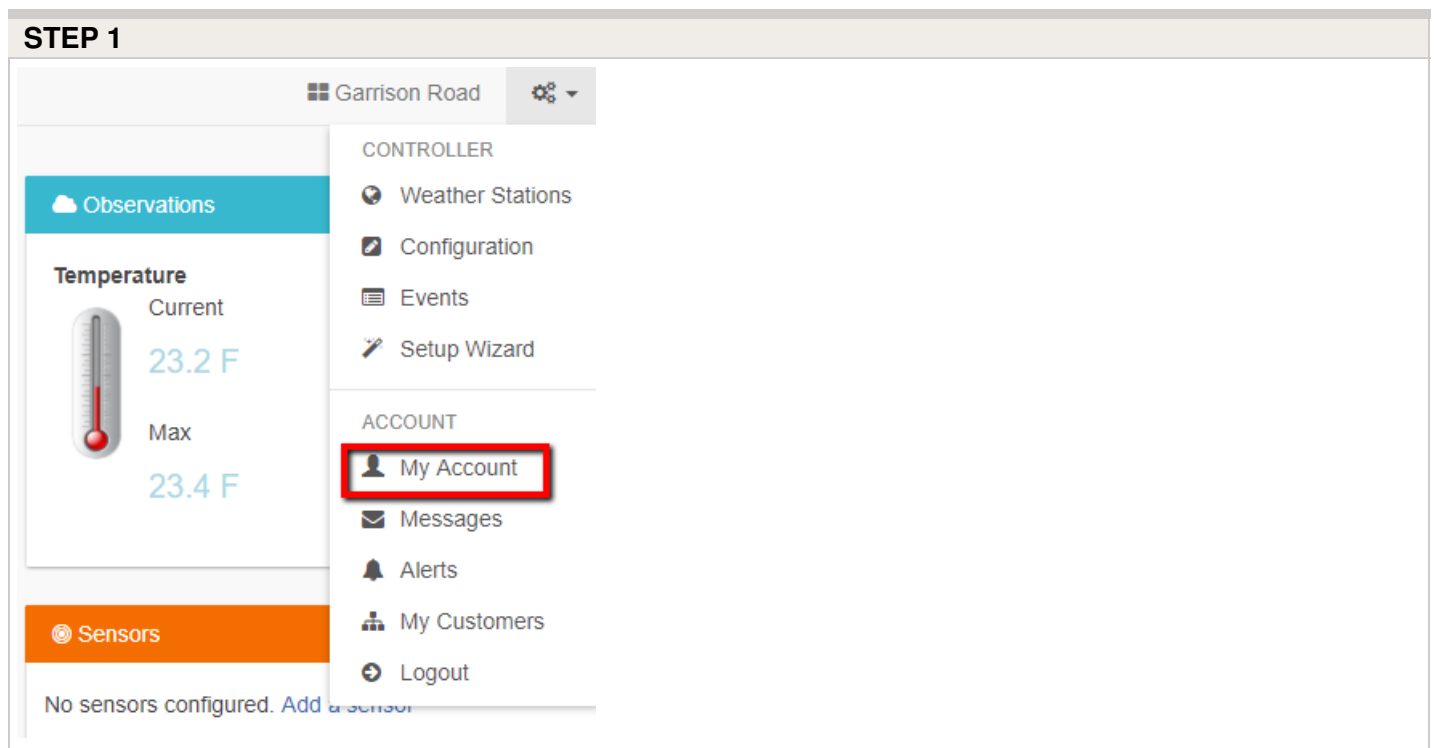 STEP 1
Garrison Road
CONTROLLER
Weather Stations
Configuration
Events
Setup Wizard
ACCOUNT
My Account
Messages
Alerts
My Customers
Logout
Observations
Temperature
Current
23.2 F
Max
23.4 F
Sensors
No sensors configured. Add a sensor